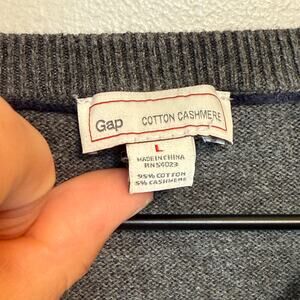 Gap COTTON CASHMERE
L
MADE IN CHINA
RN 54023
95% COTTON
5% CASHMERE